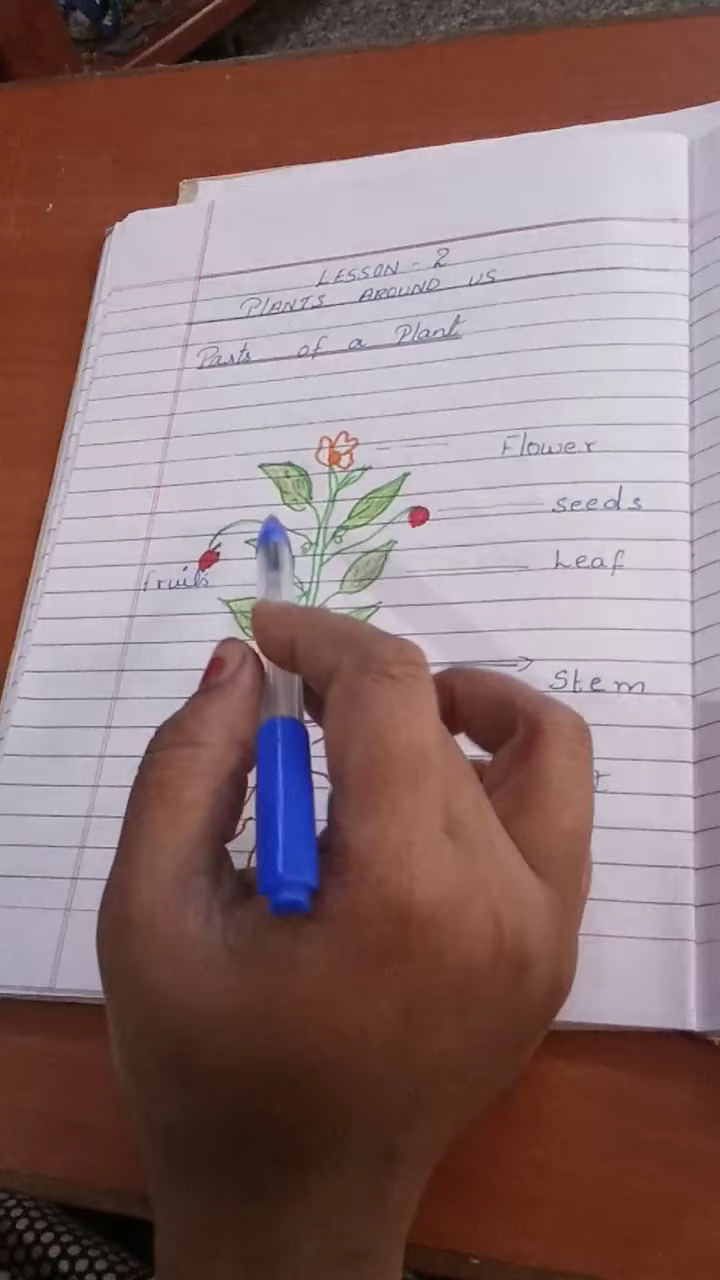 LESSON - 2
PLANTS AROUND US
Parts of a Plant
Flower
seeds
Leaf
fruits
Stem